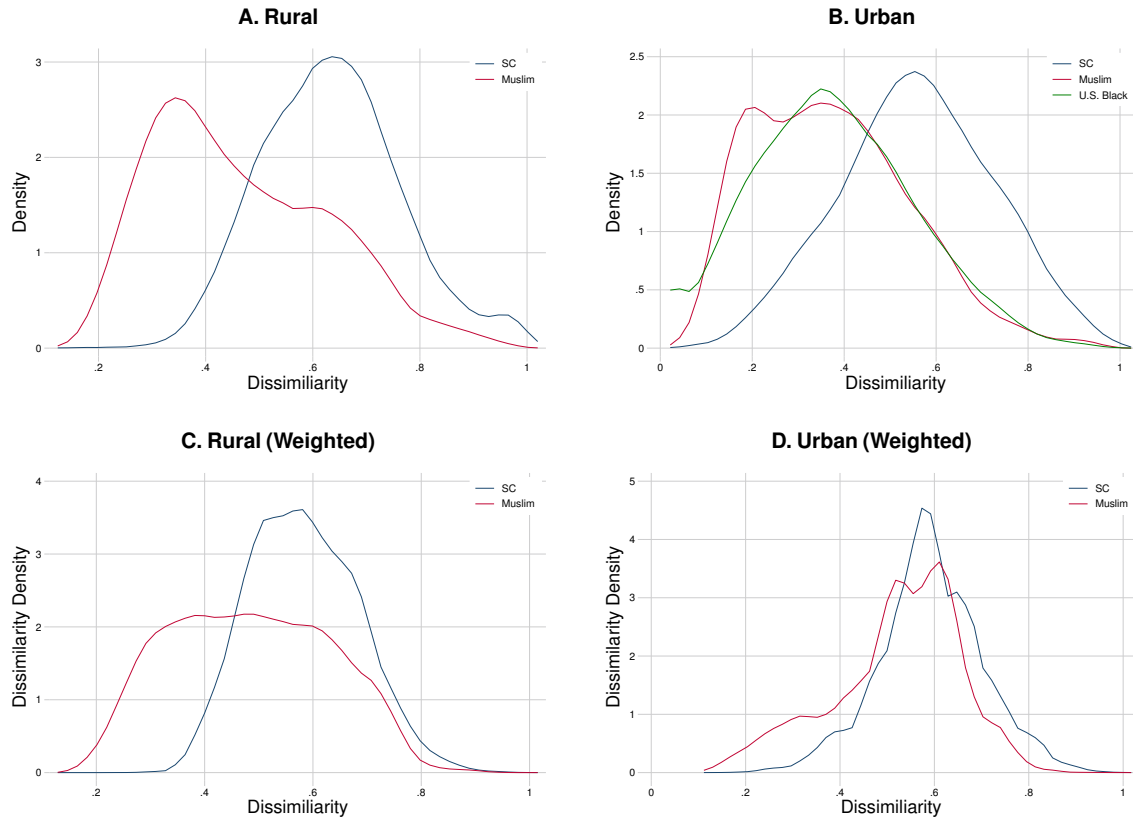 A. Rural
SC
Muslim
Density
3
2
1
0
.2
.4
.6
.8
1
Dissimiliarity
B. Urban
SC
Muslim
U.S. Black
Density
2.5
2
1.5
1
.5
0
0
.2
.4
.6
.8
1
Dissimiliarity
C. Rural (Weighted)
SC
Muslim
Dissimilarity Density
4
3
2
1
0
.2
.4
.6
.8
1
Dissimiliarity
D. Urban (Weighted)
SC
Muslim
Dissimilarity Density
5
4
3
2
1
0
0
.2
.4
.6
.8
1
Dissimiliarity